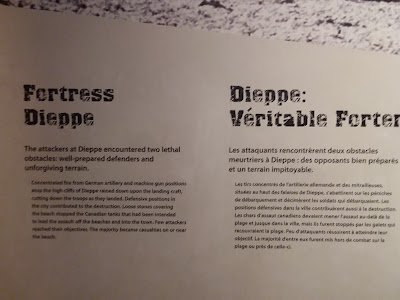 Fortress
Dieppe
The attackers at Dieppe encountered two lethal
obstacles: well-prepared defenders and
unforgiving terrain.
Concentrated fire from German artillery and machine gun positions
atop the high cliffs of Dieppe rained down upon the landing craft,
cutting down the troops as they landed. Defensive positions in
the city contributed to the destruction. Loose stones covering
the beach stopped the Canadian tanks that had been intended
to lead the assault off the beaches and into the town. Few attackers
reached their objectives. The majority became casualties on or near
the beach.
Dieppe:
Véritable Forter
Les attaquants rencontrèrent deux obstacles
meurtriers à Dieppe : des opposants bien préparés
et un terrain impitoyable.
Les tirs concentrés de l'artillerie allemande et des mitrailleuses,
situées au haut des falaises de Dieppe, s'abattirent sur les péniches
de débarquement et décimèrent les soldats qui débarquaient. Les
positions défensives dans la ville contribuèrent aussi à la destruction.
Les chars d'assaut canadiens devaient mener l'assaut au-delà de la
plage et jusque dans la ville, mais ils furent stoppés par les galets qui
recouvraient la plage. Peu d'attaquants réussirent à atteindre leur
objectif. La majorité d'entre eux furent mis hors de combat sur la
plage ou près de celle-ci.